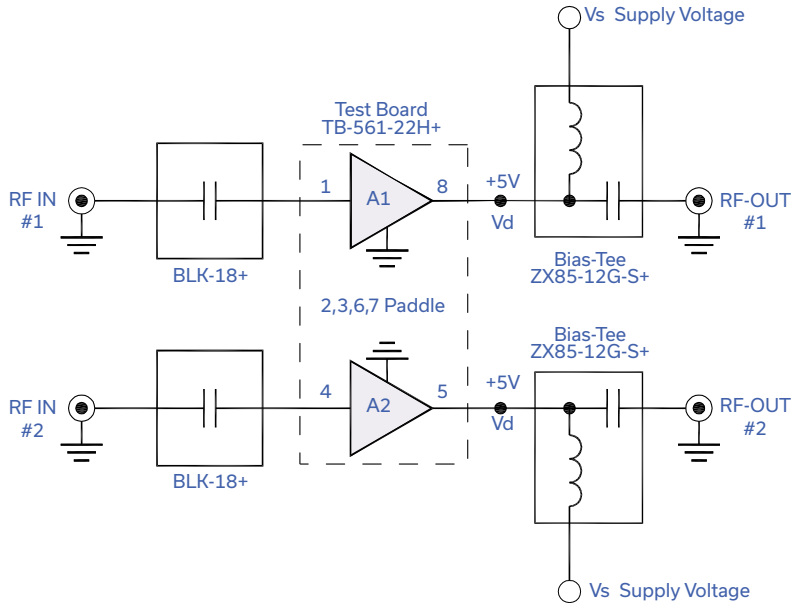 Vs Supply Voltage
Test Board
TB-561-22H+
RF IN
#1
BLK-18+
1
A1
8
+5V
Vd
RF-OUT
#1
Bias-Tee
ZX85-12G-S+
2,3,6,7 Paddle
Bias-Tee
ZX85-12G-S+
RF IN
#2
BLK-18+
4
A2
5
+5V
Vd
RF-OUT
#2
Vs Supply Voltage